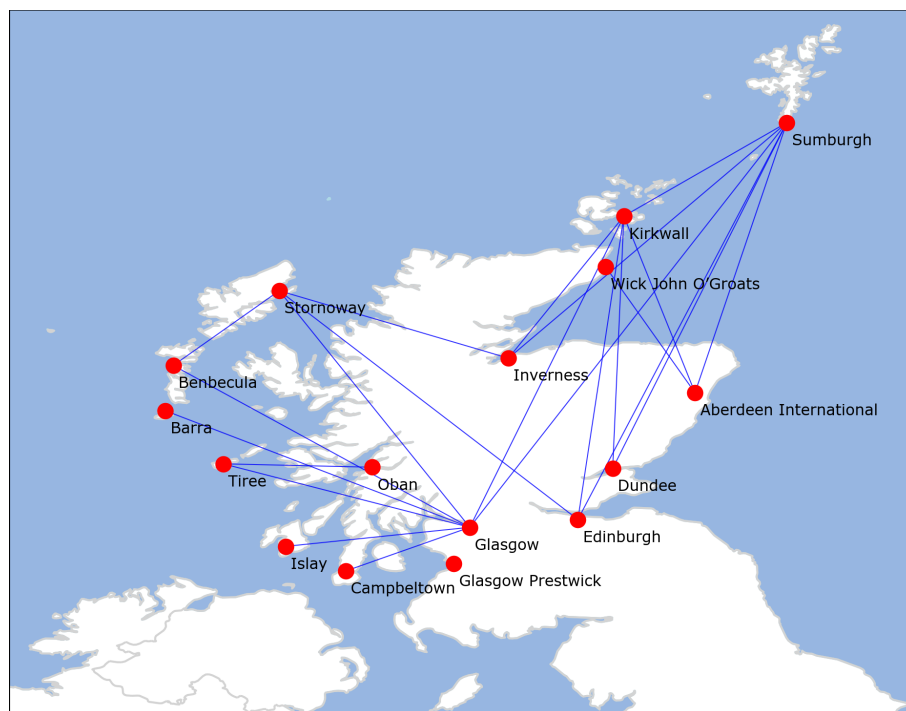 Sumburgh
Kirkwall
Wick John O'Groats
Stornoway
Inverness
Benbecula
Aberdeen International
Barra
Tiree
Oban
Dundee
Glasgow
Edinburgh
Islay
Glasgow Prestwick
Campbeltown